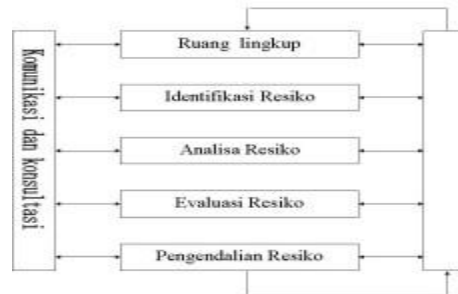 Komunikasi dan konsultasi
Ruang lingkup
Identifikasi Resiko
Analisa Resiko
Evaluasi Resiko
Pengendalian Resiko